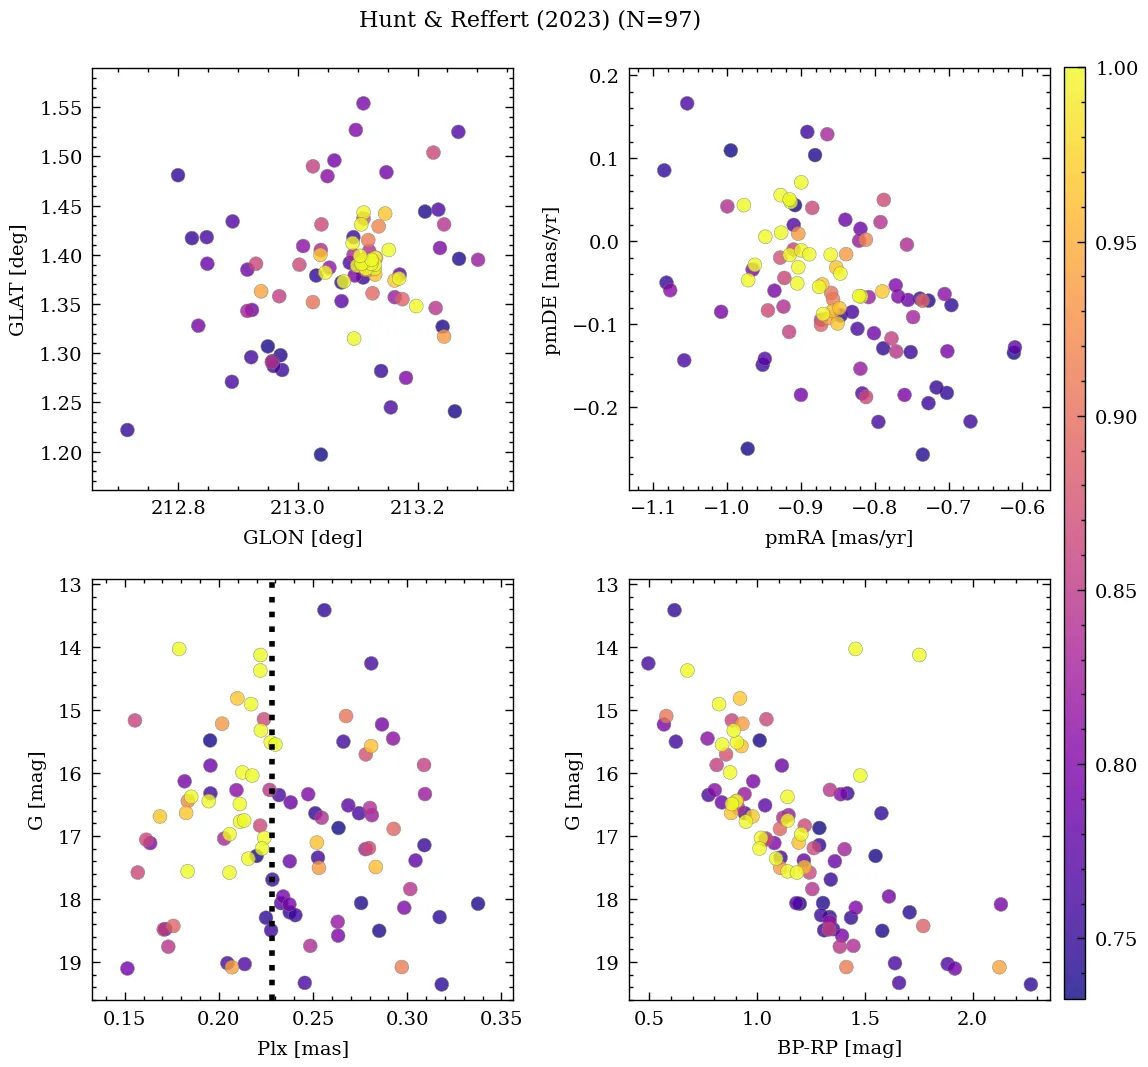 Hunt & Reffert (2023) (N=97)
1.55
1.50
1.45
1.40
1.35
1.30
1.25
1.20
GLAT [deg]
212.8 213.0 213.2
GLON [deg]
0.2
0.1
0.0
−0.1
−0.2
pmDE [mas/yr]
−1.1 −1.0 −0.9 −0.8 −0.7 −0.6
pmRA [mas/yr]
13
14
15
16
17
18
19
G [mag]
0.15 0.20 0.25 0.30 0.35
Plx [mas]
13
14
15
16
17
18
19
G [mag]
0.5 1.0 1.5 2.0
BP-RP [mag]
1.00
0.95
0.90
0.85
0.80
0.75